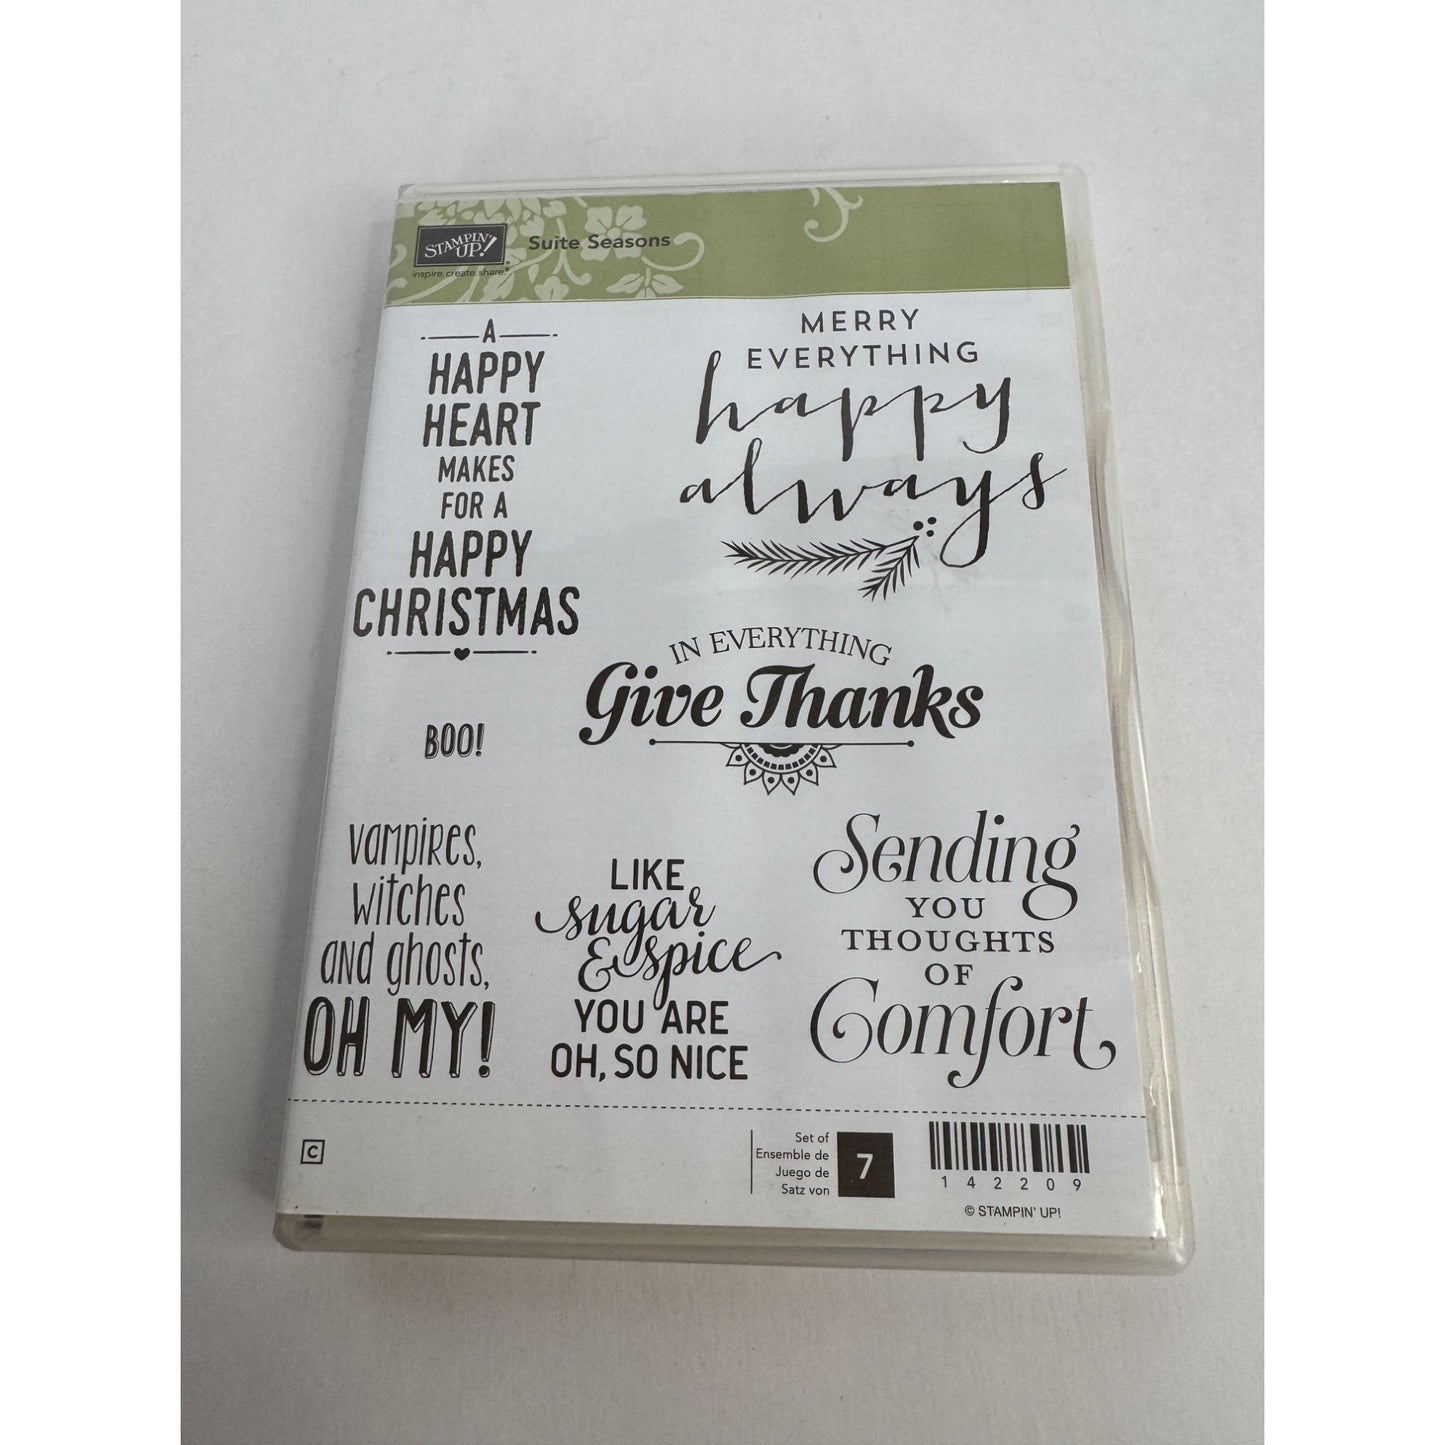 STAMPIN' UP!
inspire. create. share.
Suite Seasons
A
HAPPY
HEART
MAKES
FOR A
HAPPY
CHRISTMAS
MERRY
EVERYTHING
happy
always
IN EVERYTHING
Give Thanks
BOO!
vampires,
witches
and ghosts,
OH MY!
LIKE
sugar
& spice
YOU ARE
OH, SO NICE
Sending
YOU
THOUGHTS
OF
Comfort
C
Set of
Ensemble de
Juego de
Satz von
7
142209
© STAMPIN' UP!